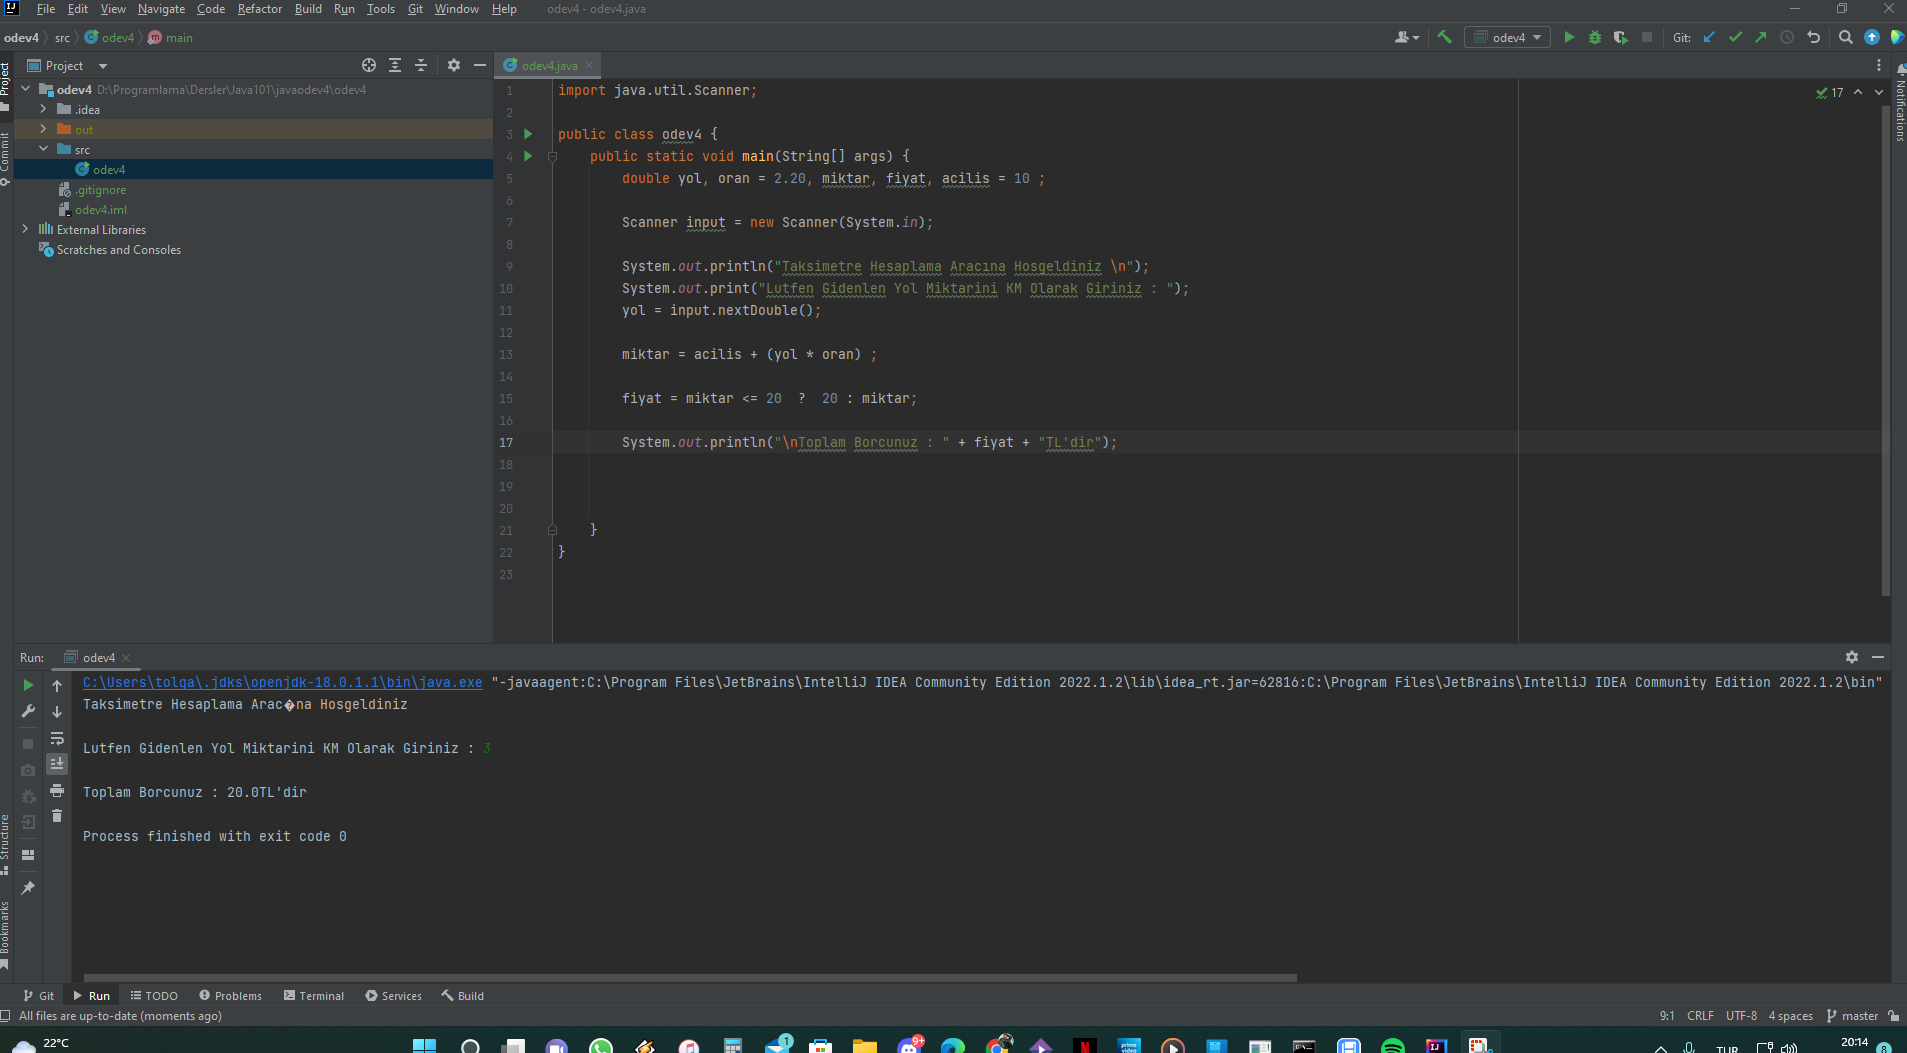 File Edit View Navigate Code Refactor Build Run Tools Git Window Help odev4 - odev4.java
odev4 src odev4 main
odev4
Git:
Project
odev4.java
odev4 D:\Programlama\Dersler\Java101\javaodev4\odev4
.idea
out
src
odev4
.gitignore
odev4.iml
External Libraries
Scratches and Consoles
Project
Commit
Structure
Bookmarks
Notifications
17
1 import java.util.Scanner;
2
3 public class odev4 {
4 public static void main(String[] args) {
5 double yol, oran = 2.20, miktar, fiyat, acilis = 10 ;
6
7 Scanner input = new Scanner(System.in);
8
9 System.out.println("Taksimetre Hesaplama Aracına Hosgeldiniz \n");
10 System.out.print("Lutfen Gidenlen Yol Miktarini KM Olarak Giriniz : ");
11 yol = input.nextDouble();
12
13 miktar = acilis + (yol * oran) ;
14
15 fiyat = miktar <= 20 ? 20 : miktar;
16
17 System.out.println("\nToplam Borcunuz : " + fiyat + "TL'dir");
18
19
20
21 }
22 }
23
Run: odev4
C:\Users\tolga\.jdks\openjdk-18.0.1.1\bin\java.exe "-javaagent:C:\Program Files\JetBrains\IntelliJ IDEA Community Edition 2022.1.2\lib\idea_rt.jar=62816:C:\Program Files\JetBrains\IntelliJ IDEA Community Edition 2022.1.2\bin"
Taksimetre Hesaplama Arac�na Hosgeldiniz
Lutfen Gidenlen Yol Miktarini KM Olarak Giriniz : 3
Toplam Borcunuz : 20.0TL'dir
Process finished with exit code 0
Git Run TODO Problems Terminal Services Build
All files are up-to-date (moments ago)
9:1 CRLF UTF-8 4 spaces master
22°C
1
9+
prime video
TUR
20:14
8